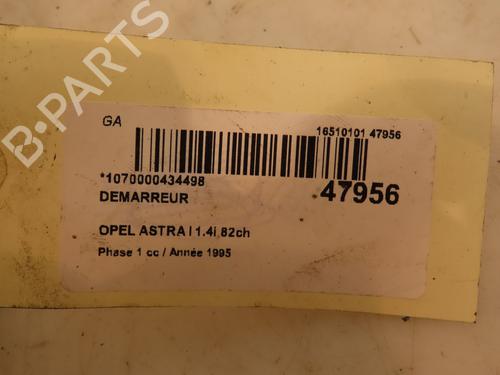 B-PARTS
GA
16510101 47956
*1070000434498
47956
DEMARREUR
OPEL ASTRA I 1.4i 82ch
Phase 1 cc / Année 1995